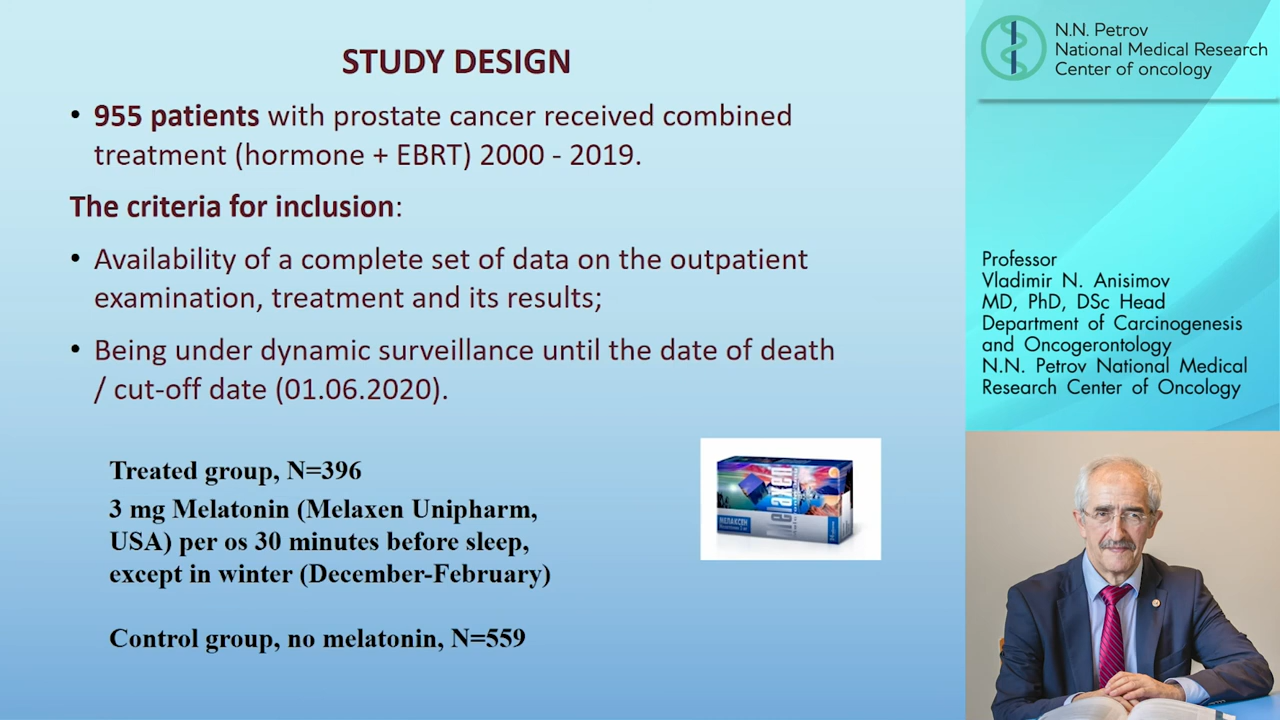 STUDY DESIGN
• 955 patients with prostate cancer received combined
treatment (hormone + EBRT) 2000 - 2019.
The criteria for inclusion:
• Availability of a complete set of data on the outpatient
examination, treatment and its results;
• Being under dynamic surveillance until the date of death
/ cut-off date (01.06.2020).
Treated group, N=396
3 mg Melatonin (Melaxen Unipharm,
USA) per os 30 minutes before sleep,
except in winter (December-February)
Control group, no melatonin, N=559
Melaxen
МЕЛАКСЕН
N.N. Petrov
National Medical Research
Center of oncology
Professor
Vladimir N. Anisimov
MD, PhD, DSc Head
Department of Carcinogenesis
and Oncogerontology
N.N. Petrov National Medical
Research Center of Oncology